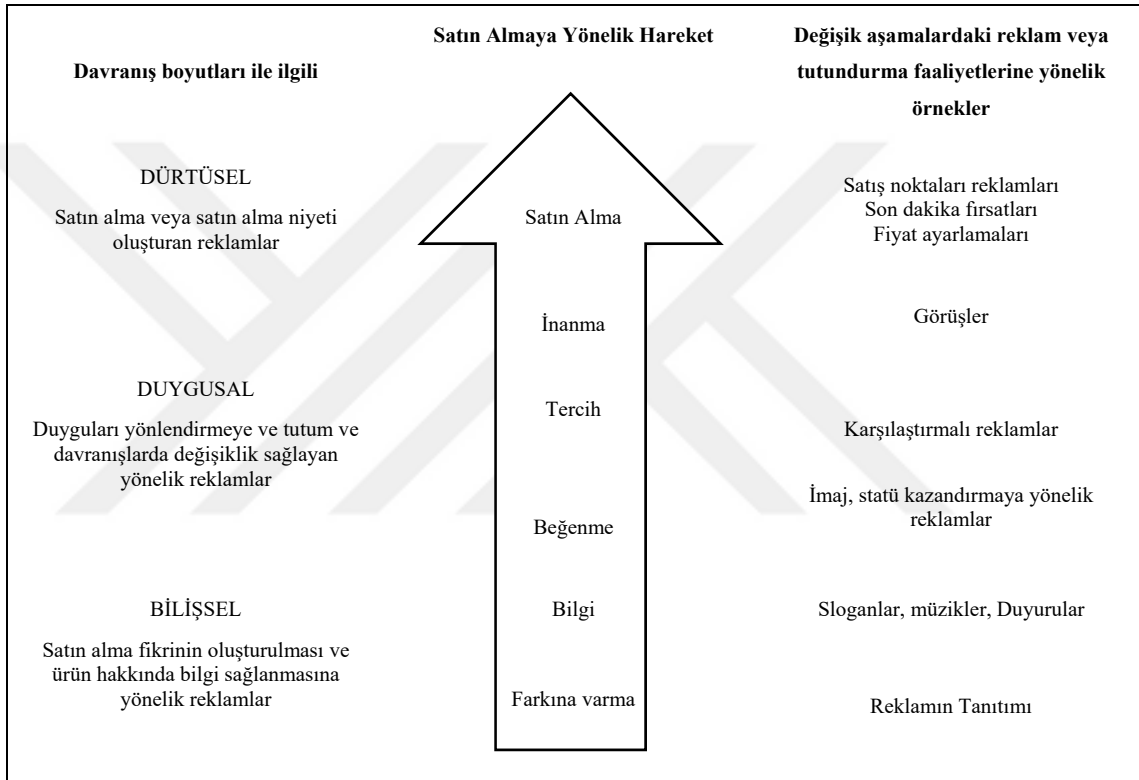 Davranış boyutları ile ilgili
DÜRTÜSEL
Satın alma veya satın alma niyeti
oluşturan reklamlar
DUYGUSAL
Duyguları yönlendirmeye ve tutum ve
davranışlarda değişiklik sağlayan
yönelik reklamlar
BİLİŞSEL
Satın alma fikrinin oluşturulması ve
ürün hakkında bilgi sağlanmasına
yönelik reklamlar
Satın Almaya Yönelik Hareket
Satın Alma
İnanma
Tercih
Beğenme
Bilgi
Farkına varma
Değişik aşamalardaki reklam veya
tutundurma faaliyetlerine yönelik
örnekler
Satış noktaları reklamları
Son dakika fırsatları
Fiyat ayarlamaları
Görüşler
Karşılaştırmalı reklamlar
İmaj, statü kazandırmaya yönelik
reklamlar
Sloganlar, müzikler, Duyurular
Reklamın Tanıtımı